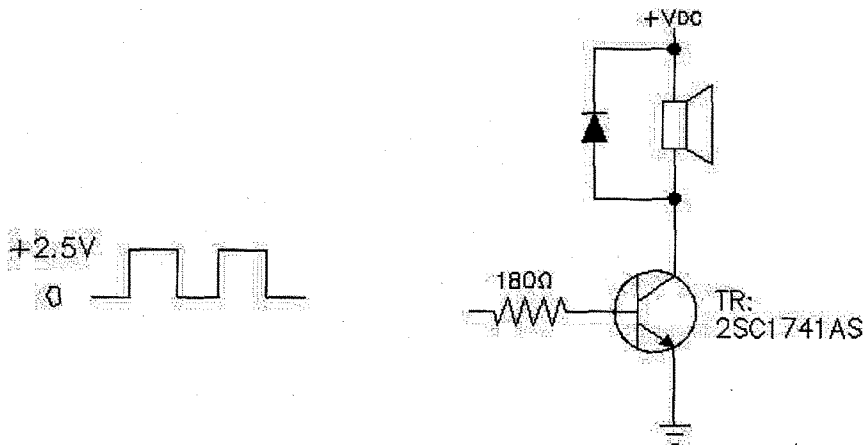 +VDC
+2.5V
0
180Ω
TR:
2SC1741AS